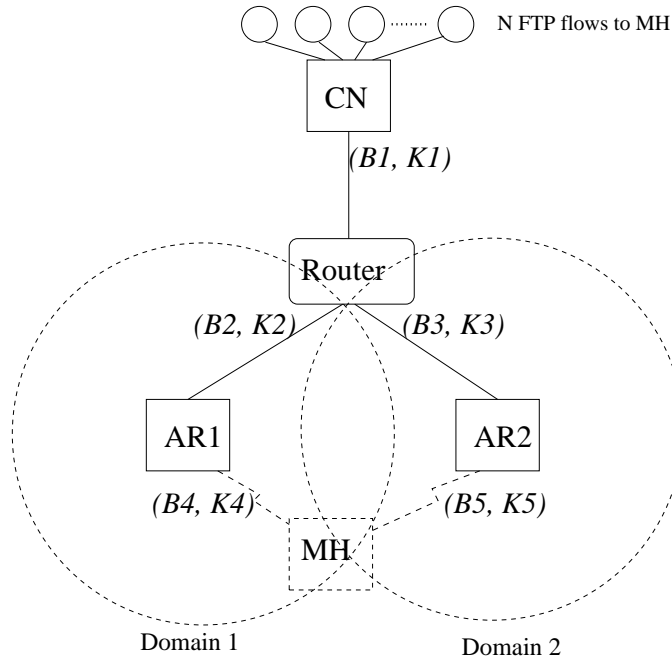 N FTP flows to MH
CN
(B1, K1)
Router
(B2, K2)
(B3, K3)
AR1
AR2
(B4, K4)
(B5, K5)
MH
Domain 1
Domain 2